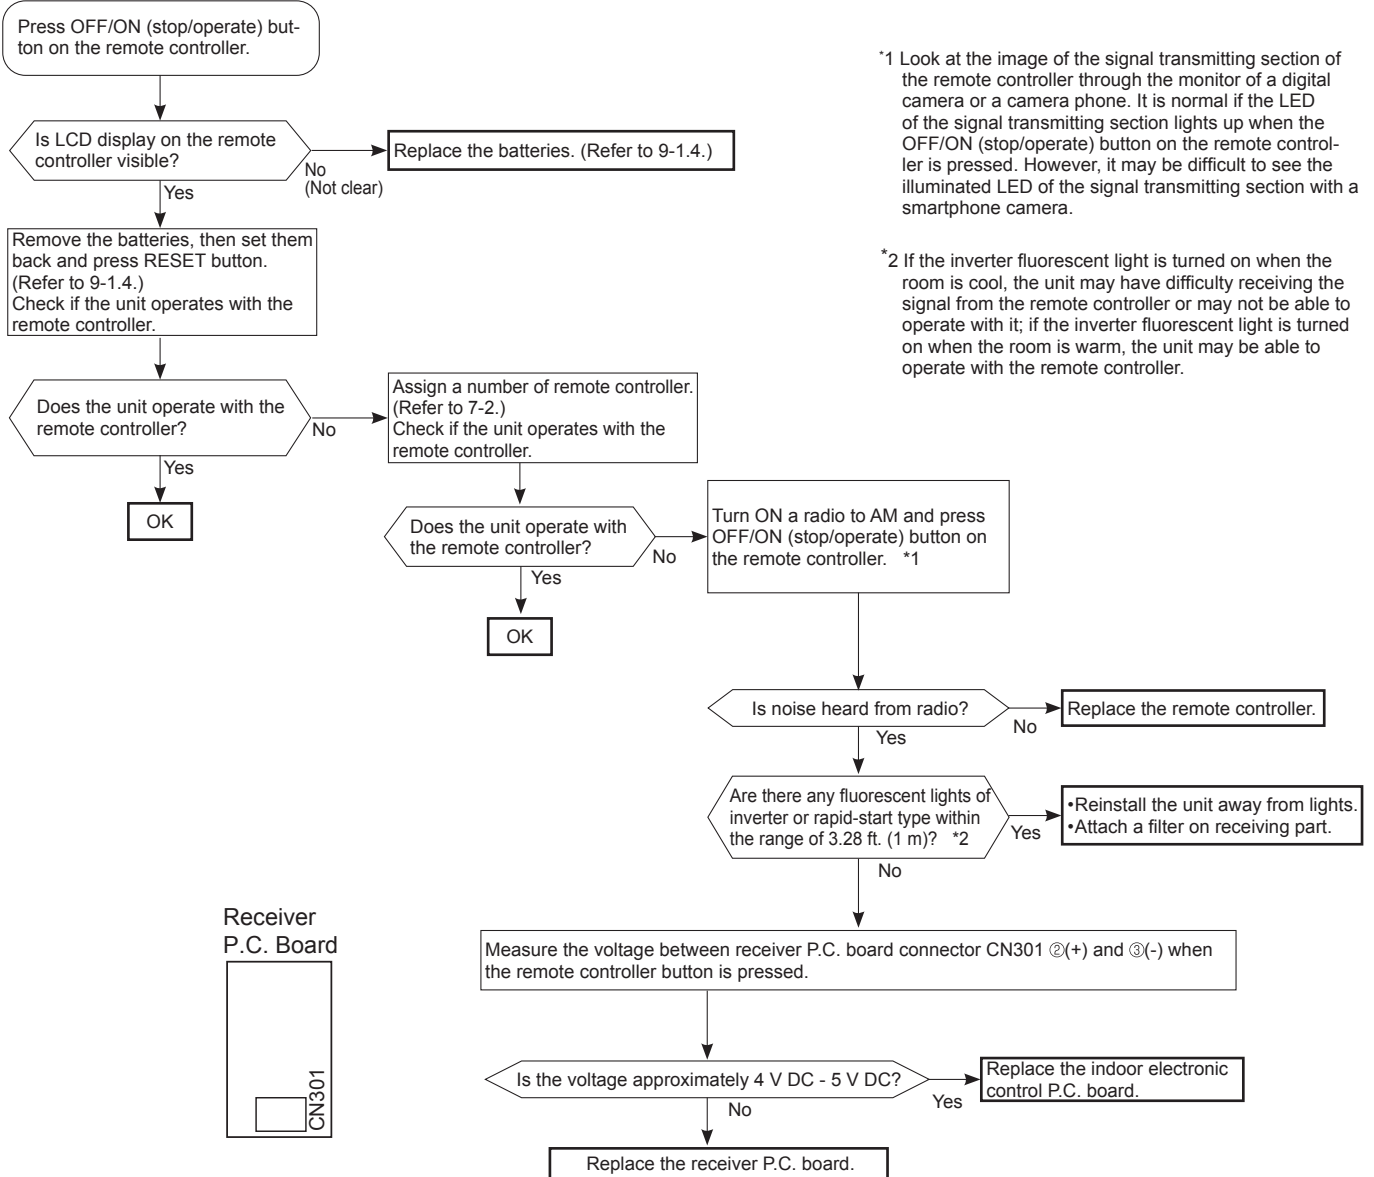 Press OFF/ON (stop/operate) but-
ton on the remote controller.
Is LCD display on the remote
controller visible?
No
(Not clear)
Replace the batteries. (Refer to 9-1.4.)
Yes
Remove the batteries, then set them
back and press RESET button.
(Refer to 9-1.4.)
Check if the unit operates with the
remote controller.
Does the unit operate with the
remote controller?
No
Yes
OK
Assign a number of remote controller.
(Refer to 7-2.)
Check if the unit operates with the
remote controller.
Does the unit operate with
the remote controller?
No
Yes
OK
Turn ON a radio to AM and press
OFF/ON (stop/operate) button on
the remote controller. *1
Is noise heard from radio?
No
Replace the remote controller.
Yes
Are there any fluorescent lights of
inverter or rapid-start type within
the range of 3.28 ft. (1 m)? *2
Yes
•Reinstall the unit away from lights.
•Attach a filter on receiving part.
No
Measure the voltage between receiver P.C. board connector CN301 ②(+) and ③(-) when
the remote controller button is pressed.
Is the voltage approximately 4 V DC - 5 V DC?
Yes
Replace the indoor electronic
control P.C. board.
No
Replace the receiver P.C. board.
*1 Look at the image of the signal transmitting section of
the remote controller through the monitor of a digital
camera or a camera phone. It is normal if the LED
of the signal transmitting section lights up when the
OFF/ON (stop/operate) button on the remote control-
ler is pressed. However, it may be difficult to see the
illuminated LED of the signal transmitting section with a
smartphone camera.
*2 If the inverter fluorescent light is turned on when the
room is cool, the unit may have difficulty receiving the
signal from the remote controller or may not be able to
operate with it; if the inverter fluorescent light is turned
on when the room is warm, the unit may be able to
operate with the remote controller.
Receiver
P.C. Board
CN301